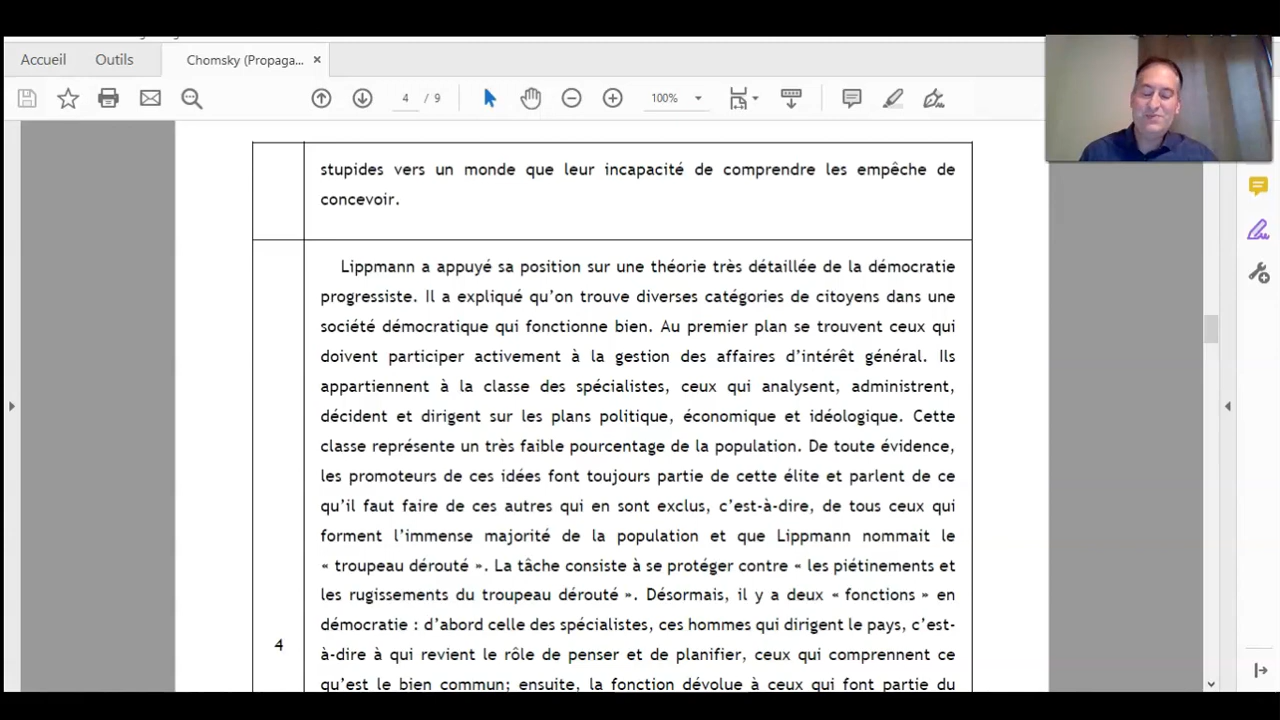 Accueil
Outils
Chomsky (Propaga... ×
4 / 9
100%
stupides vers un monde que leur incapacité de comprendre les empêche de
concevoir.
Lippmann a appuyé sa position sur une théorie très détaillée de la démocratie
progressiste. Il a expliqué qu’on trouve diverses catégories de citoyens dans une
société démocratique qui fonctionne bien. Au premier plan se trouvent ceux qui
doivent participer activement à la gestion des affaires d’intérêt général. Ils
appartiennent à la classe des spécialistes, ceux qui analysent, administrent,
décident et dirigent sur les plans politique, économique et idéologique. Cette
classe représente un très faible pourcentage de la population. De toute évidence,
les promoteurs de ces idées font toujours partie de cette élite et parlent de ce
qu’il faut faire de ces autres qui en sont exclus, c’est-à-dire, de tous ceux qui
forment l’immense majorité de la population et que Lippmann nommait le
« troupeau dérouté ». La tâche consiste à se protéger contre « les piétinements et
les rugissements du troupeau dérouté ». Désormais, il y a deux « fonctions » en
démocratie : d’abord celle des spécialistes, ces hommes qui dirigent le pays, c’est-
4
à-dire à qui revient le rôle de penser et de planifier, ceux qui comprennent ce
qu’est le bien commun; ensuite, la fonction dévolue à ceux qui font partie du